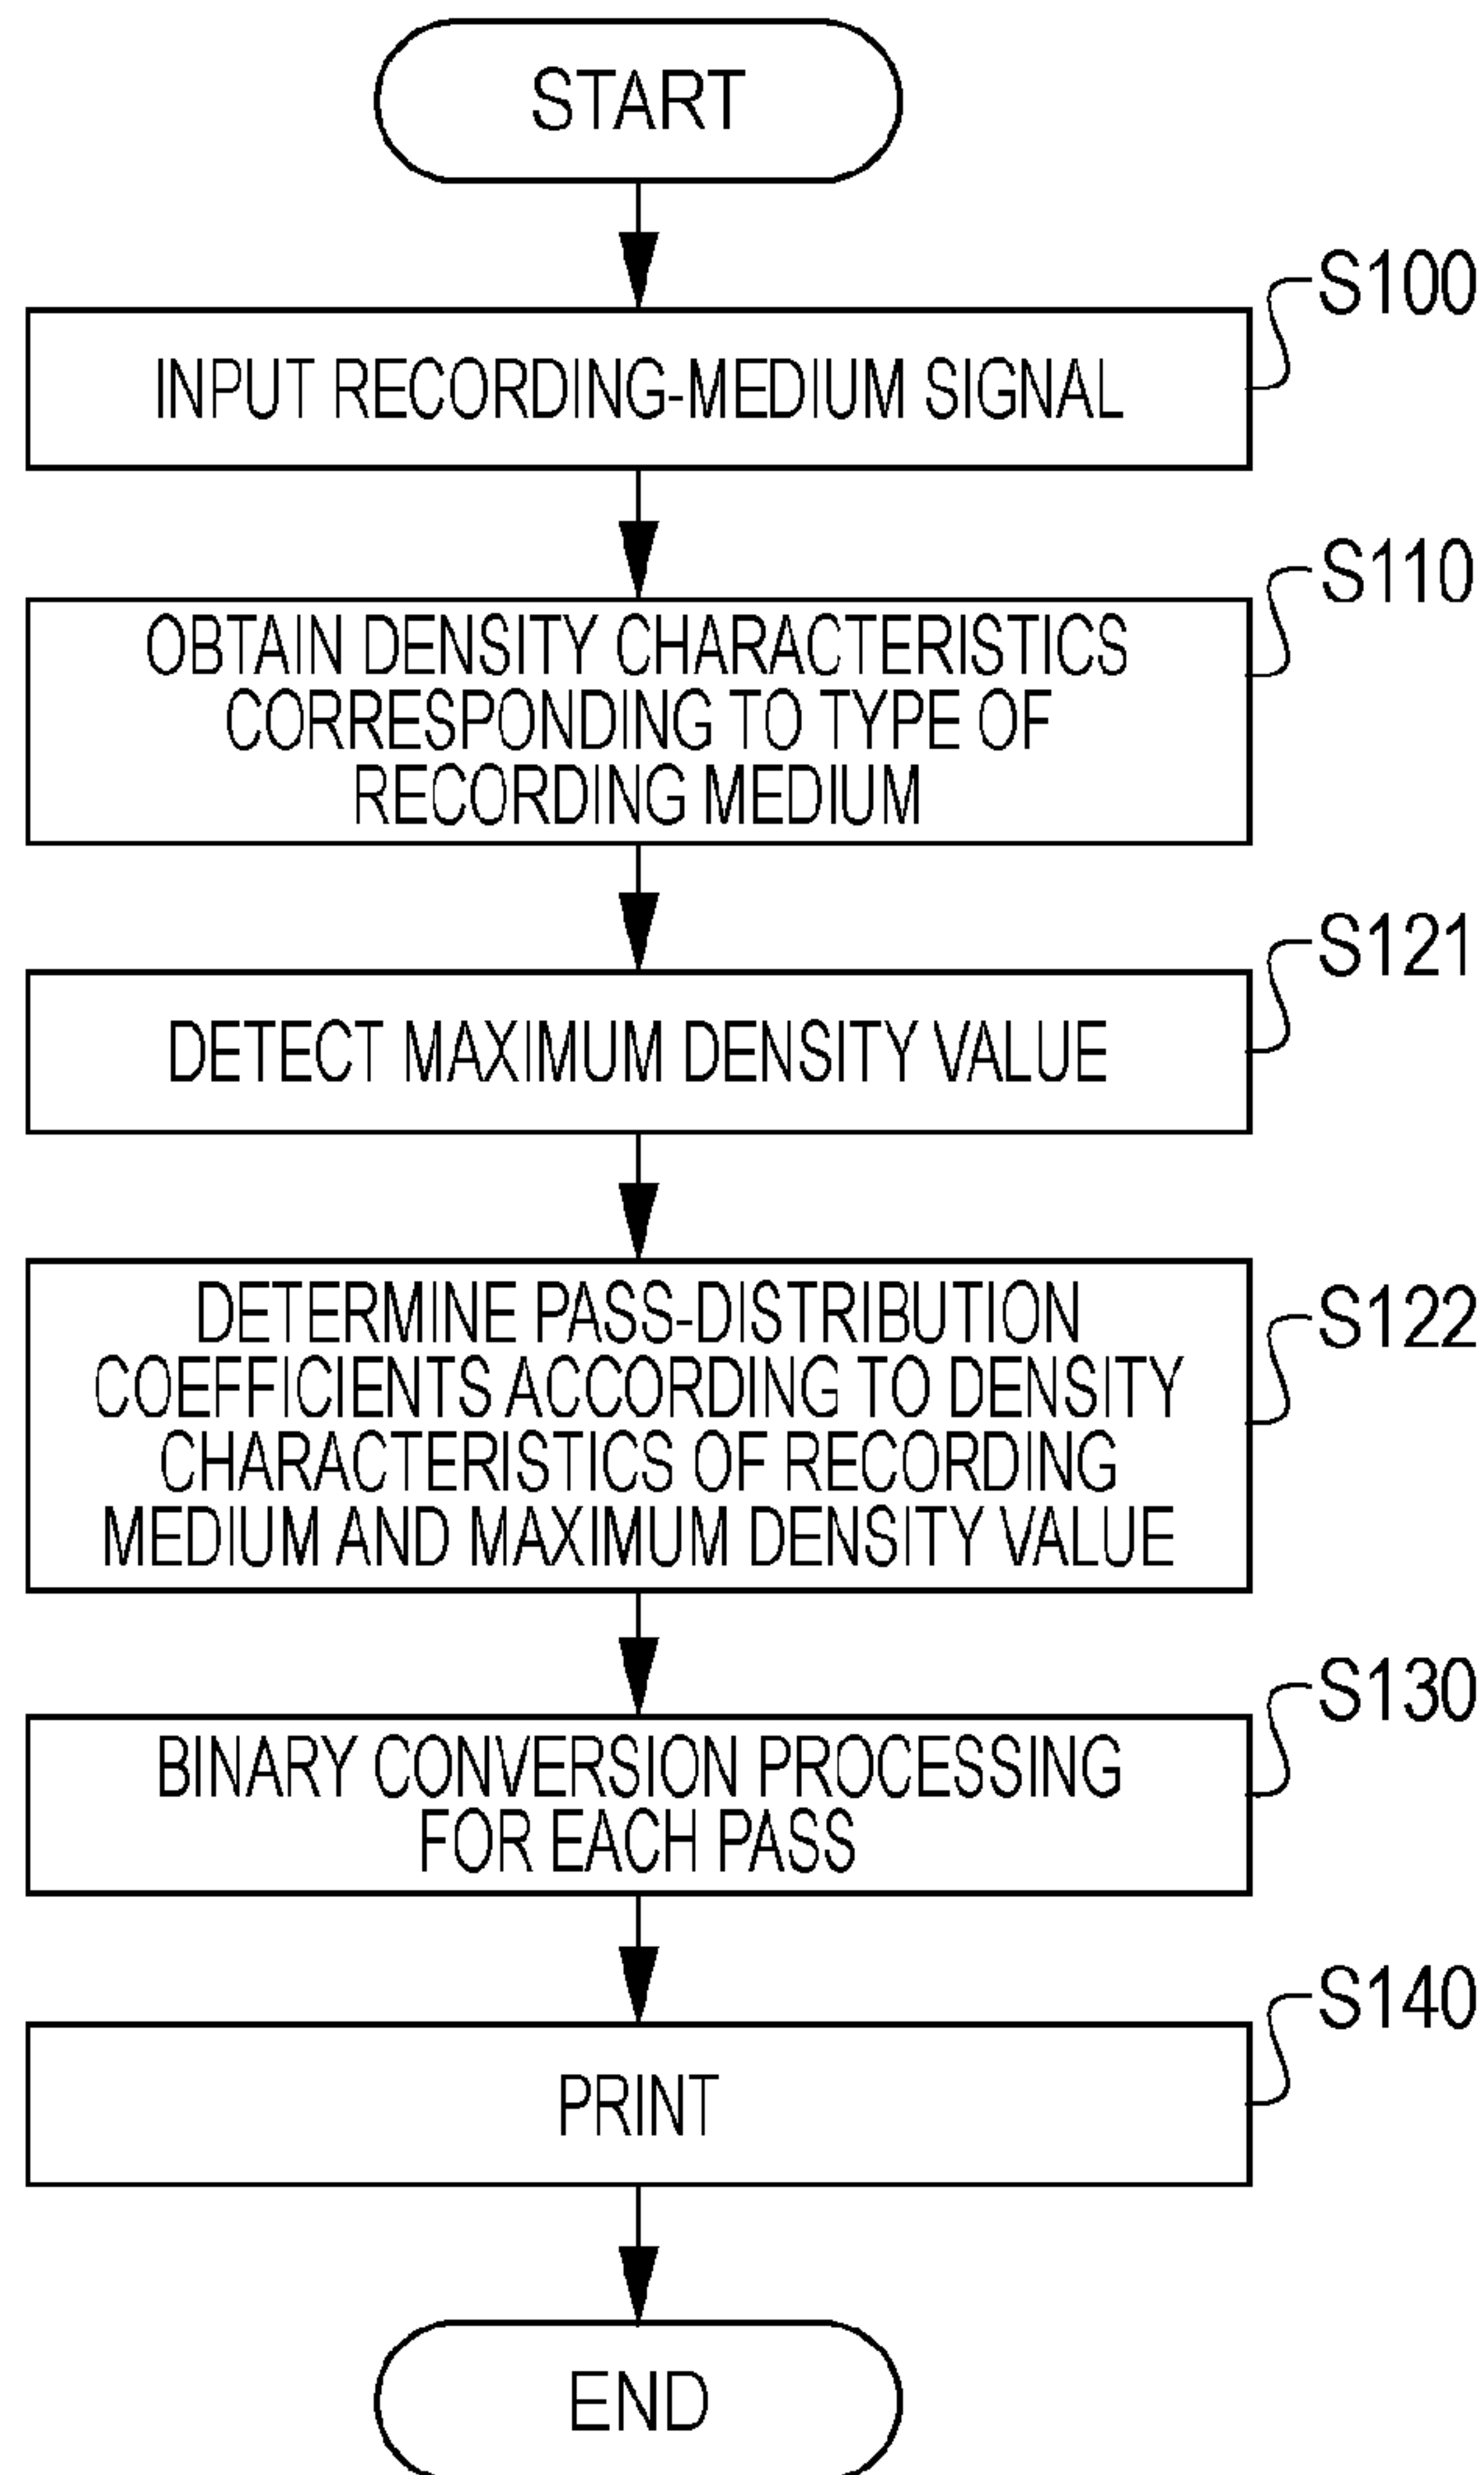 START
S100
INPUT RECORDING-MEDIUM SIGNAL
S110
OBTAIN DENSITY CHARACTERISTICS
CORRESPONDING TO TYPE OF
RECORDING MEDIUM
S121
DETECT MAXIMUM DENSITY VALUE
S122
DETERMINE PASS-DISTRIBUTION
COEFFICIENTS ACCORDING TO DENSITY
CHARACTERISTICS OF RECORDING
MEDIUM AND MAXIMUM DENSITY VALUE
S130
BINARY CONVERSION PROCESSING
FOR EACH PASS
S140
PRINT
END